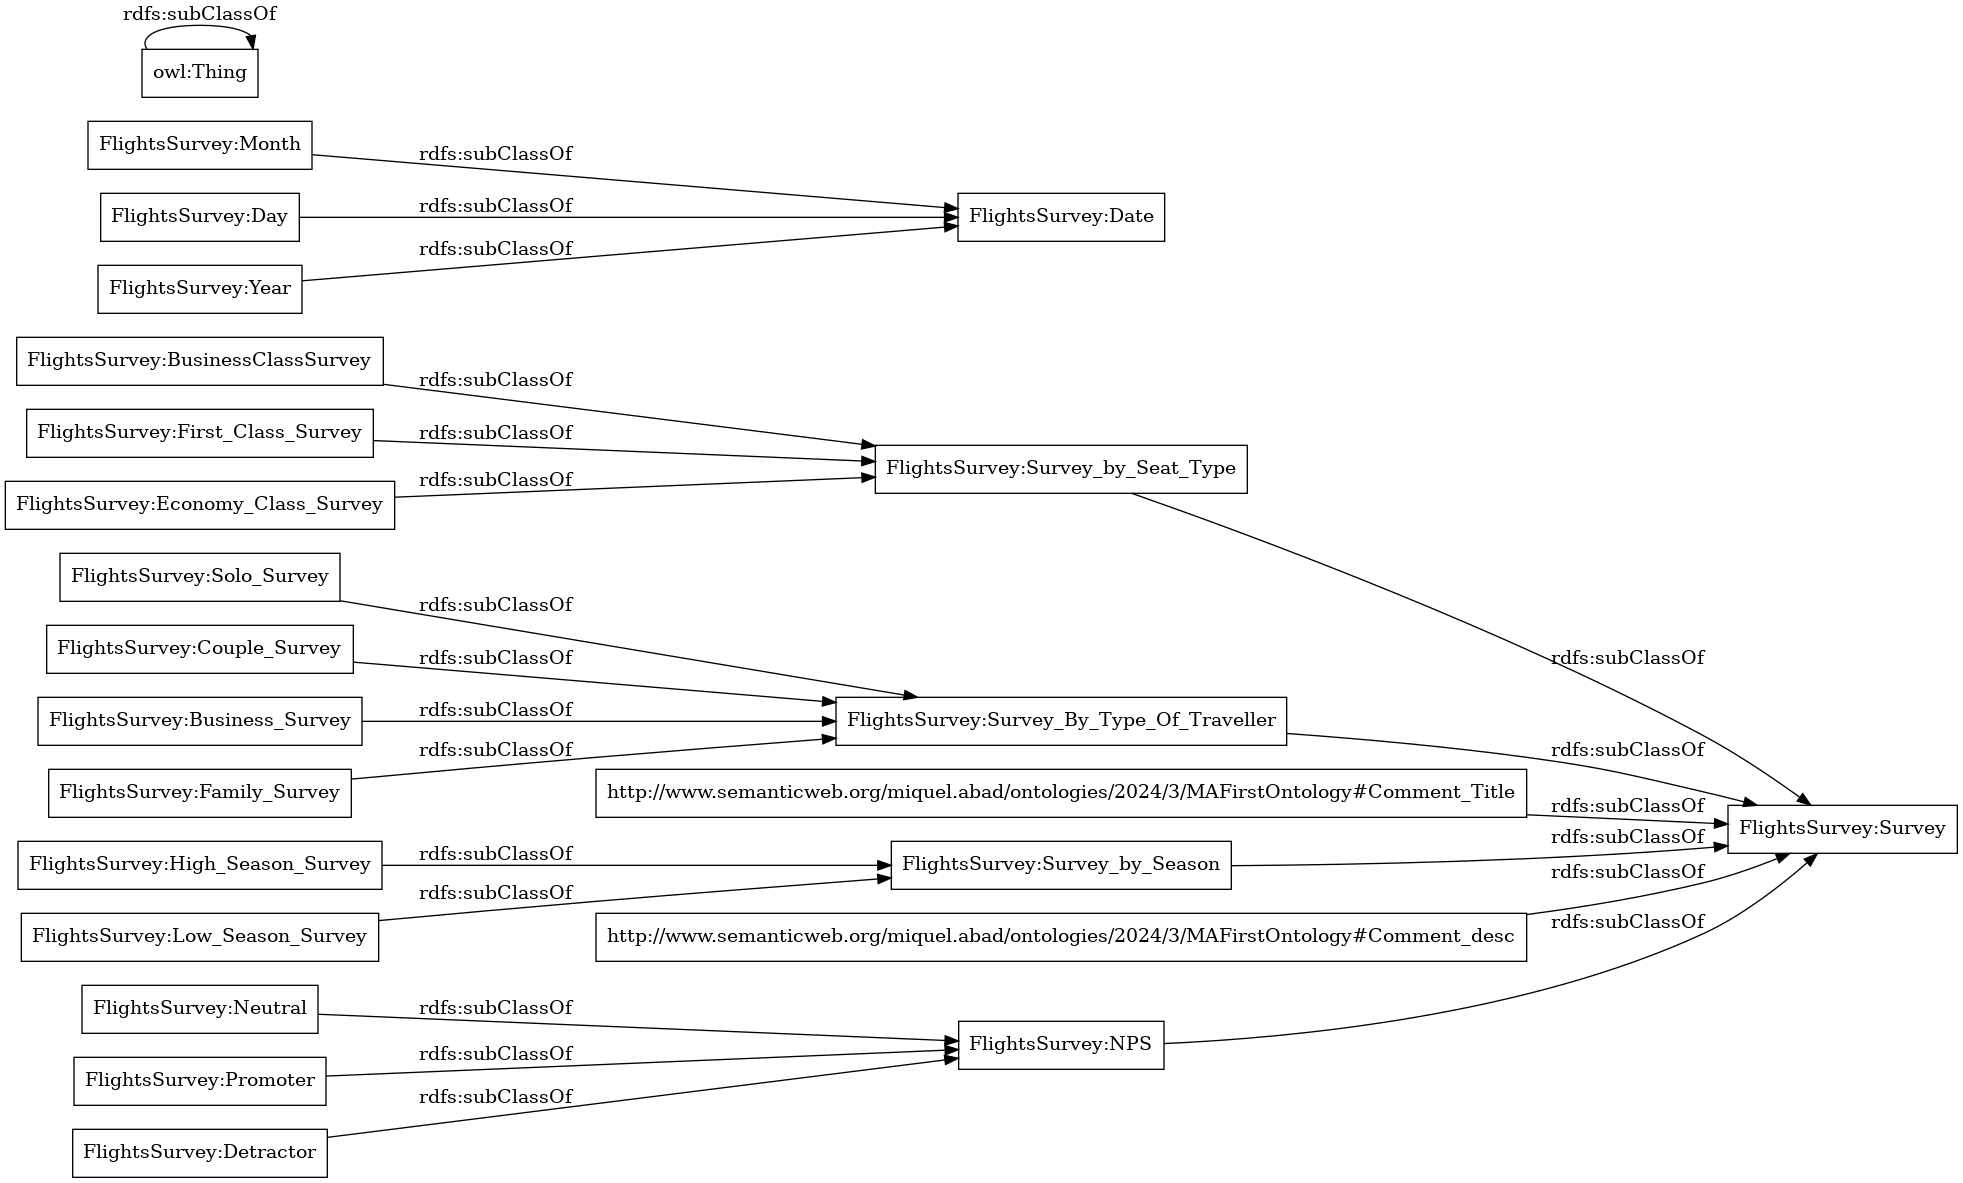 rdfs:subClassOf
owl:Thing
FlightsSurvey:Month
rdfs:subClassOf
FlightsSurvey:Day
rdfs:subClassOf
FlightsSurvey:Date
rdfs:subClassOf
FlightsSurvey:Year
FlightsSurvey:BusinessClassSurvey
rdfs:subClassOf
FlightsSurvey:First_Class_Survey
rdfs:subClassOf
FlightsSurvey:Survey_by_Seat_Type
rdfs:subClassOf
FlightsSurvey:Economy_Class_Survey
FlightsSurvey:Solo_Survey
rdfs:subClassOf
FlightsSurvey:Couple_Survey
rdfs:subClassOf
rdfs:subClassOf
FlightsSurvey:Business_Survey
rdfs:subClassOf
FlightsSurvey:Survey_By_Type_Of_Traveller
rdfs:subClassOf
rdfs:subClassOf
FlightsSurvey:Family_Survey
http://www.semanticweb.org/miquel.abad/ontologies/2024/3/MAFirstOntology#Comment_Title
rdfs:subClassOf
FlightsSurvey:Survey
rdfs:subClassOf
FlightsSurvey:High_Season_Survey
rdfs:subClassOf
FlightsSurvey:Survey_by_Season
rdfs:subClassOf
rdfs:subClassOf
FlightsSurvey:Low_Season_Survey
http://www.semanticweb.org/miquel.abad/ontologies/2024/3/MAFirstOntology#Comment_desc
rdfs:subClassOf
FlightsSurvey:Neutral
rdfs:subClassOf
FlightsSurvey:NPS
rdfs:subClassOf
FlightsSurvey:Promoter
rdfs:subClassOf
FlightsSurvey:Detractor